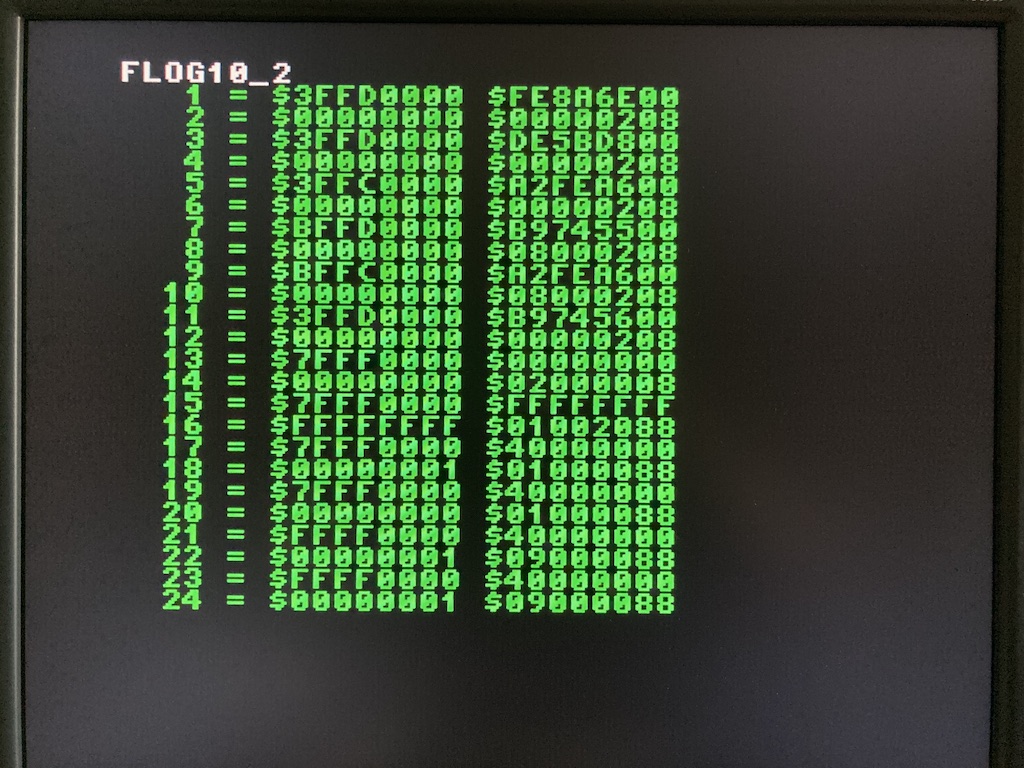 FLOG10_2
1 = $3FFD0000 $FE8A6E00
2 = $00000000 $00000208
3 = $3FFD0000 $DE5BD800
4 = $00000000 $00000208
5 = $3FFC0000 $A2FEA600
6 = $00000000 $00000208
7 = $BFFD0000 $B9745500
8 = $00000000 $08000208
9 = $BFFC0000 $A2FEA600
10 = $00000000 $08000208
11 = $3FFD0000 $B9745600
12 = $00000000 $00000208
13 = $7FFF0000 $00000000
14 = $00000000 $02000008
15 = $7FFF0000 $FFFFFFFF
16 = $FFFFFFFF $01002088
17 = $7FFF0000 $40000000
18 = $00000001 $01000088
19 = $7FFF0000 $40000000
20 = $00000000 $01000088
21 = $FFFF0000 $40000000
22 = $00000001 $09000088
23 = $FFFF0000 $40000000
24 = $00000001 $09000088